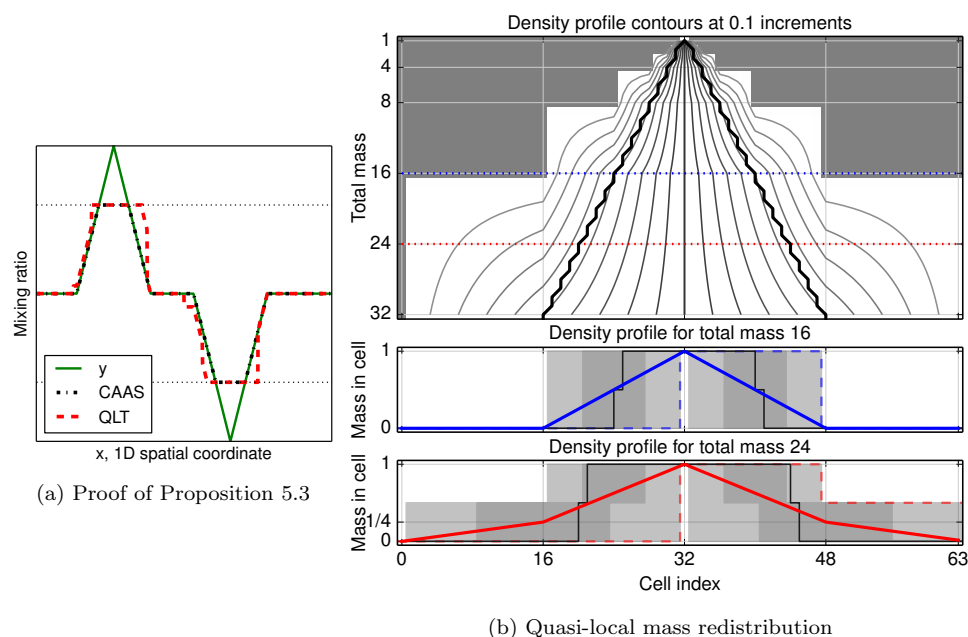 Density profile contours at 0.1 increments
Total mass
1
4
8
16
24
32
Mixing ratio
y
CAAS
QLT
x, 1D spatial coordinate
(a) Proof of Proposition 5.3
Density profile for total mass 16
Mass in cell
1
0
Density profile for total mass 24
Mass in cell
1
1/4
0
0 16 32 48 63
Cell index
(b) Quasi-local mass redistribution